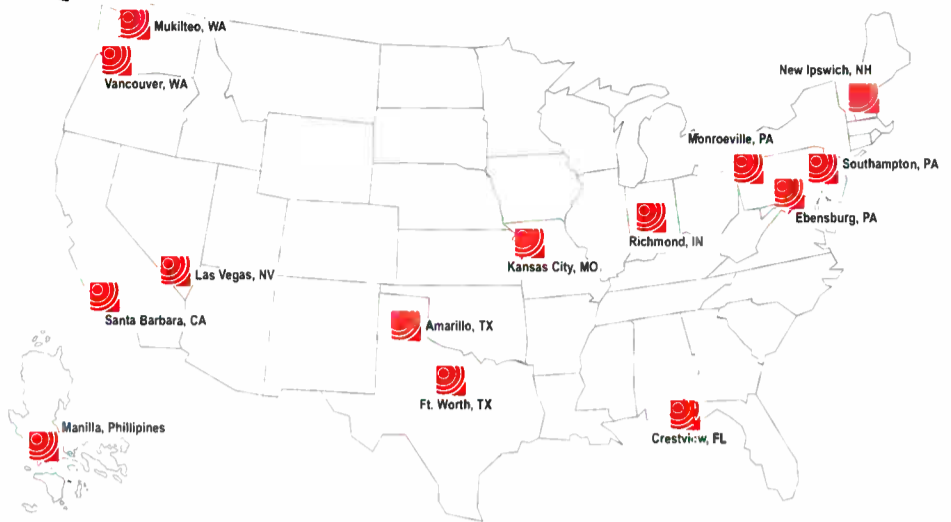 Mukilteo, WA
Vancouver, WA
New Ipswich, NH
Monroeville, PA
Southampton, PA
Ebensburg, PA
Richmond, IN
Kansas City, MO.
Las Vegas, NV
Santa Barbara, CA
Amarillo, TX
Ft. Worth, TX
Crestview, FL
Manilla, Phillipines